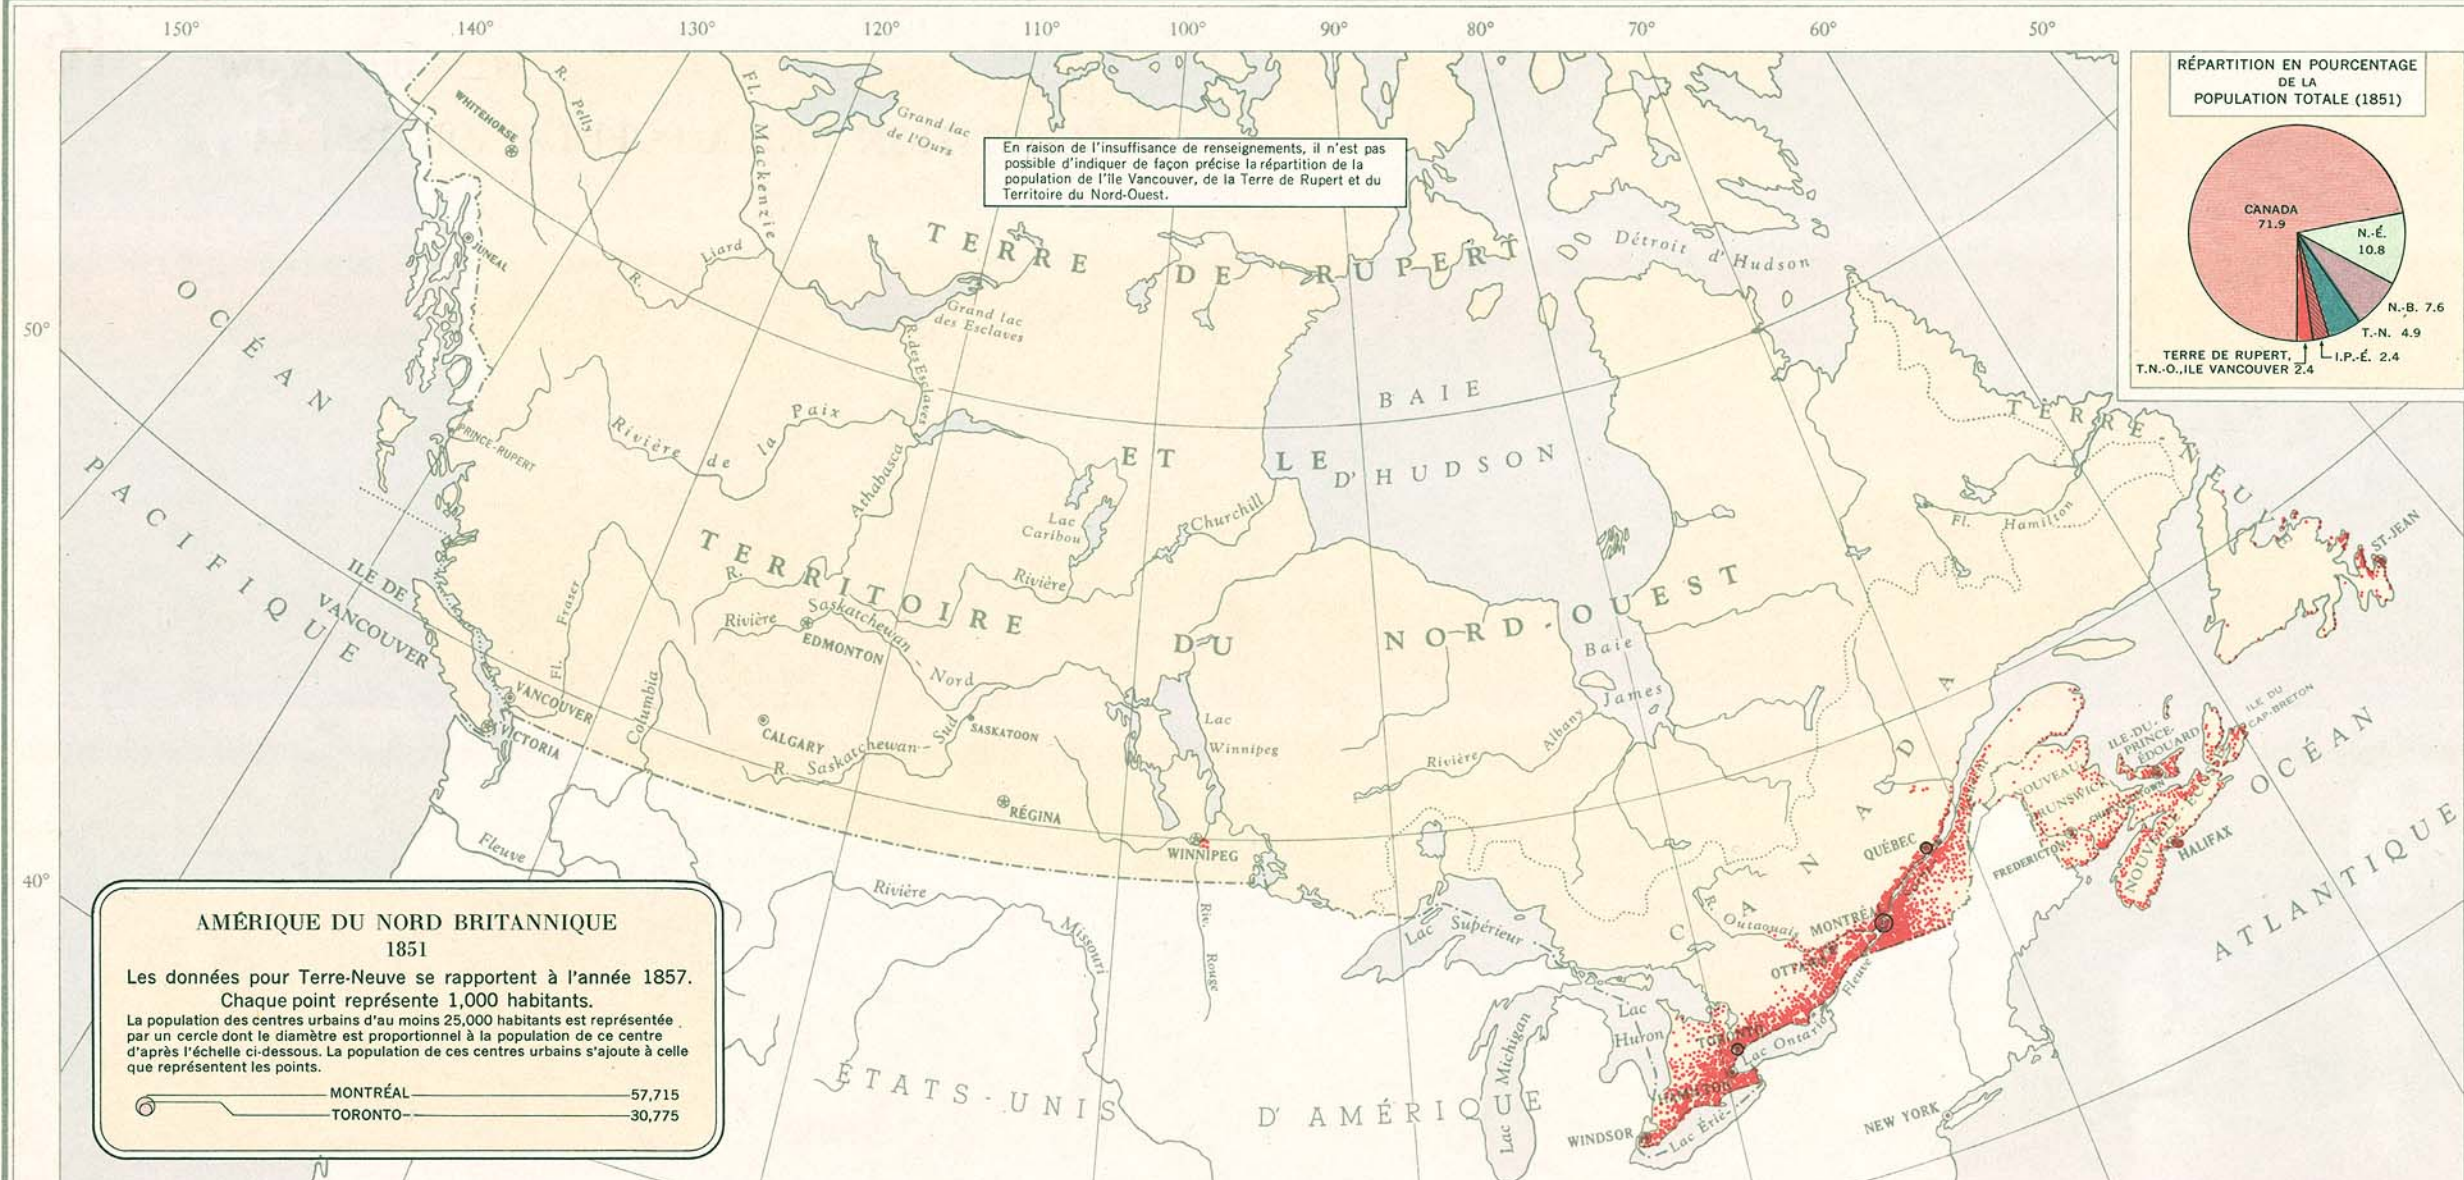 150°
140°
130°
120°
110°
100°
90°
80°
70°
60°
50°
50°
40°
RÉPARTITION EN POURCENTAGE
DE LA
POPULATION TOTALE (1851)
CANADA
71.9
N.-É.
10.8
N.-B. 7.6
T.-N. 4.9
I.P.-É. 2.4
TERRE DE RUPERT,
T.N.-O., ILE VANCOUVER 2.4
En raison de l'insuffisance de renseignements, il n'est pas
possible d'indiquer de façon précise la répartition de la
population de l'île Vancouver, de la Terre de Rupert et du
Territoire du Nord-Ouest.
WHITEHORSE
R. Pelly
Fl. Mackenzie
Grand lac
de l'Ours
JUNEAL
R. Liard
TERRE DE RUPERT
Détroit d'Hudson
Grand lac
des Esclaves
R. des Esclaves
OCÉAN
PACIFIQUE
PRINCE-RUPERT
Rivière de la Paix
Athabasca
ET LE
BAIE
D'HUDSON
Lac
Caribou
Rivière Churchill
TERRE-NEUVE
Fl. Hamilton
ST-JEAN
TERRITOIRE DU NORD-OUEST
ILE DE
VANCOUVER
Fl. Fraser
R.
Rivière Saskatchewan-Nord
EDMONTON
Baie
James
VANCOUVER
VICTORIA
Columbia
CALGARY
R. Saskatchewan-Sud
SASKATOON
Lac
Winnipeg
Rivière Albany
RÉGINA
WINNIPEG
CANADA
ILE DU
CAP-BRETON
ILE-DU-
PRINCE-
ÉDOUARD
NOUVEAU
BRUNSWICK
CHARLOTTETOWN
NOUVELLE ÉCOSSE
FREDERICTON
HALIFAX
OCÉAN
ATLANTIQUE
QUÉBEC
MONTRÉAL
R. Outaouais
OTTAWA
Fleuve
Fleuve
Rivière
Missouri
Riv. Rouge
Lac Supérieur
Lac Michigan
Lac
Huron
TORONTO
Lac Ontario
HAMILTON
WINDSOR
Lac Érié
NEW YORK
ÉTATS-UNIS D'AMÉRIQUE
AMÉRIQUE DU NORD BRITANNIQUE
1851
Les données pour Terre-Neuve se rapportent à l'année 1857.
Chaque point représente 1,000 habitants.
La population des centres urbains d'au moins 25,000 habitants est représentée
par un cercle dont le diamètre est proportionnel à la population de ce centre
d'après l'échelle ci-dessous. La population de ces centres urbains s'ajoute à celle
que représentent les points.
MONTRÉAL 57,715
TORONTO 30,775